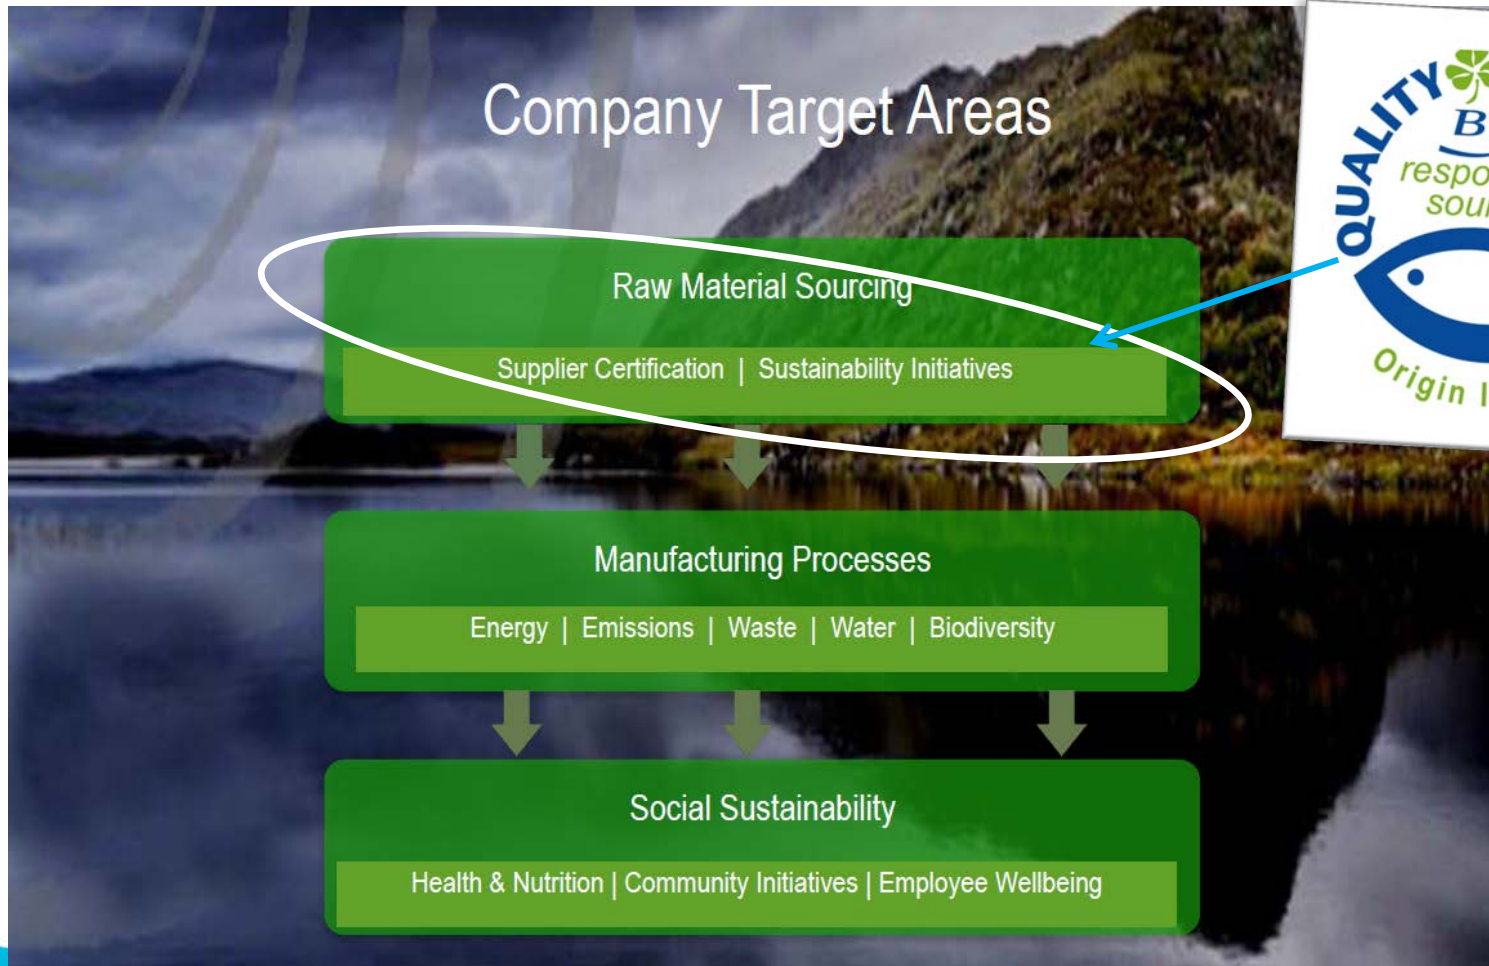 Company Target Areas
QUALITY
B
Raw Material Sourcing
Supplier Certification | Sustainability Initiatives
Origin
Manufacturing Processes
Energy | Emissions | Waste | Water | Biodiversity
Social Sustainability
Health & Nutrition | Community Initiatives | Employee Wellbeing